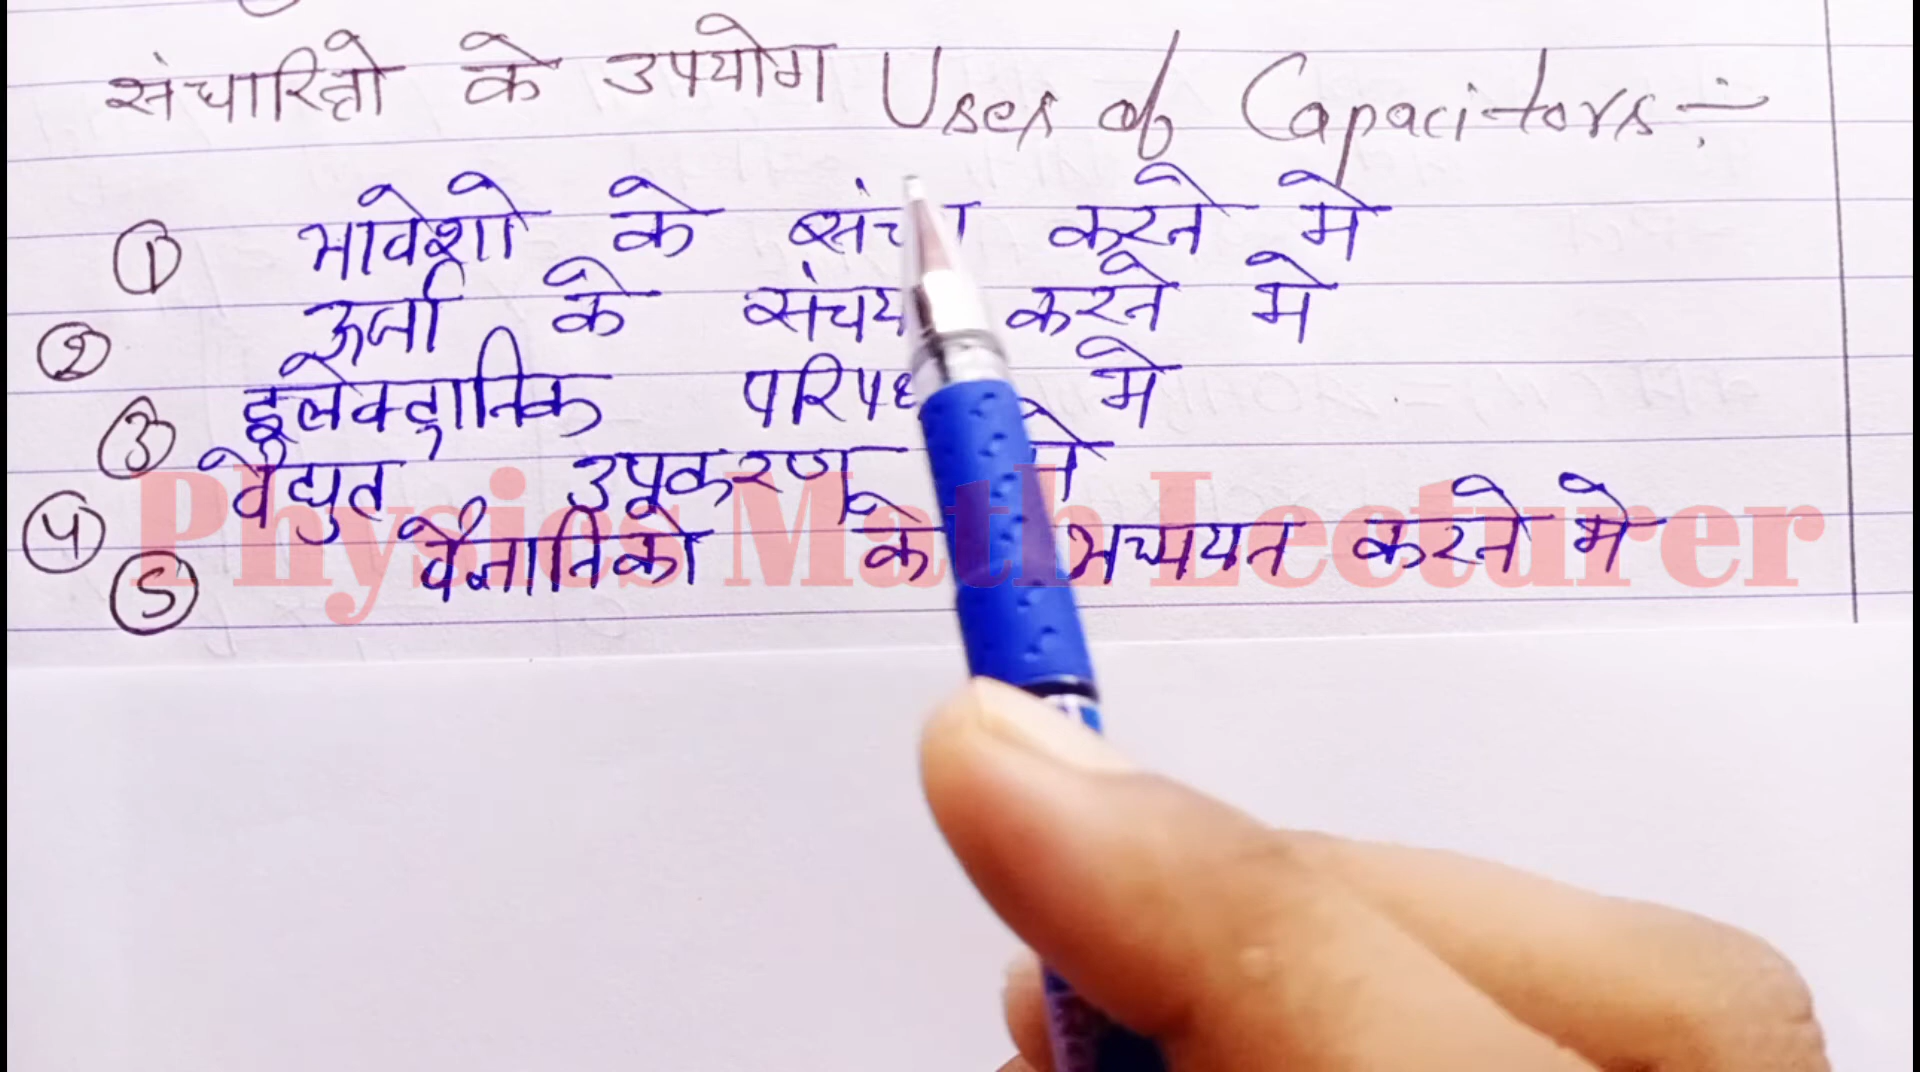 संधारित्रो के उपयोग Uses of Capacitors :-
① आवेशो के संचय करने मे
② ऊर्जा के संचय करने मे
③ इलेक्ट्रानिक परिपथ मे
④ वैद्युत उपकरण मे
⑤ वैज्ञानिको के अध्ययन करने मे
Physics Math Lecturer